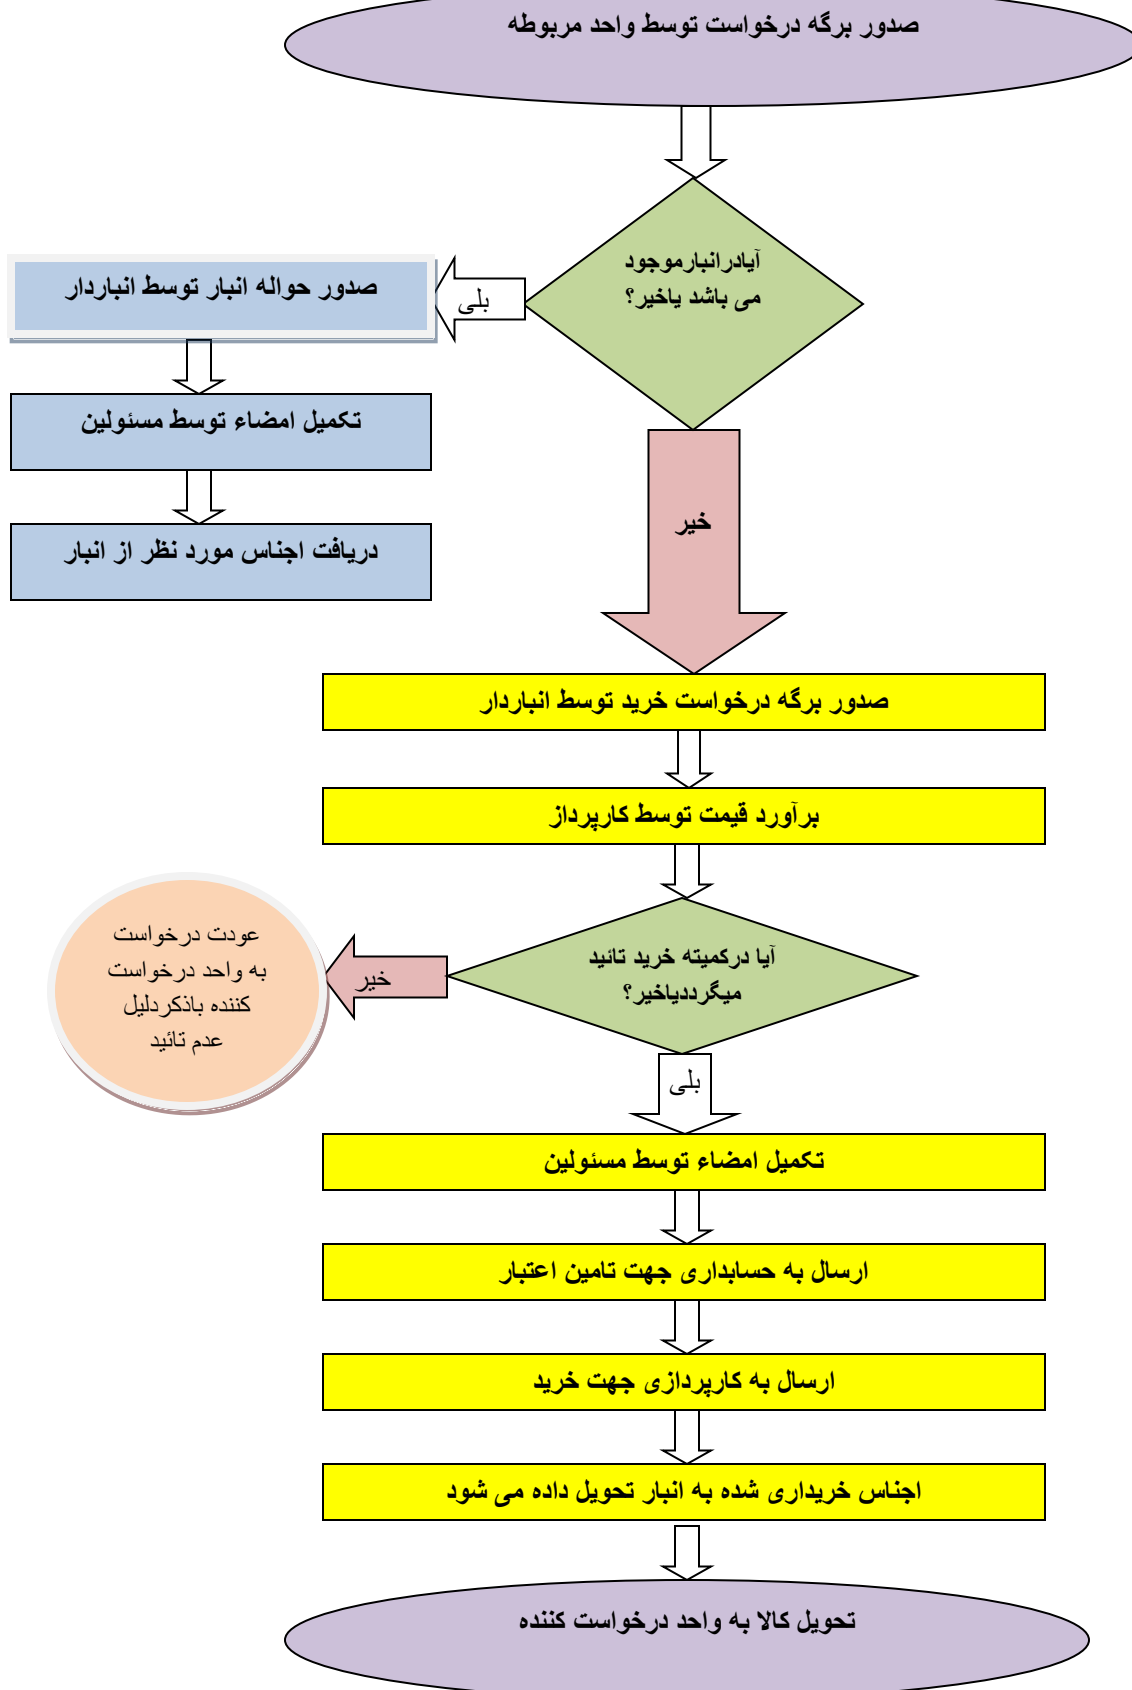 صدور برگه درخواست توسط واحد مربوطه
آیادرانبارموجود
می باشد یاخیر؟
بلی
صدور حواله انبار توسط انباردار
تکمیل امضاء توسط مسئولین
دریافت اجناس مورد نظر از انبار
خیر
صدور برگه درخواست خرید توسط انباردار
برآورد قیمت توسط کارپرداز
آیا درکمیته خرید تائید
میگرددیاخیر؟
خیر
عودت درخواست
به واحد درخواست
کننده باذکردلیل
عدم تائید
بلی
تکمیل امضاء توسط مسئولین
ارسال به حسابداری جهت تامین اعتبار
ارسال به کارپردازی جهت خرید
اجناس خریداری شده به انبار تحویل داده می شود
تحویل کالا به واحد درخواست کننده